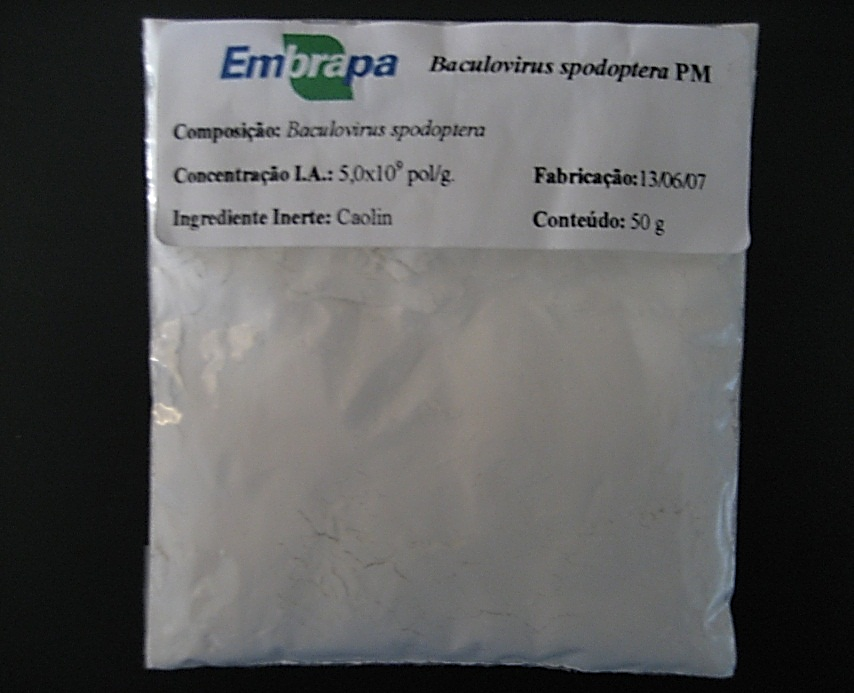 Embrapa Baculovirus spodoptera PM
Composição: Baculovirus spodoptera
Concentração I.A.: 5,0x10⁹ pol/g. Fabricação:13/06/07
Ingrediente Inerte: Caolin Conteúdo: 50 g